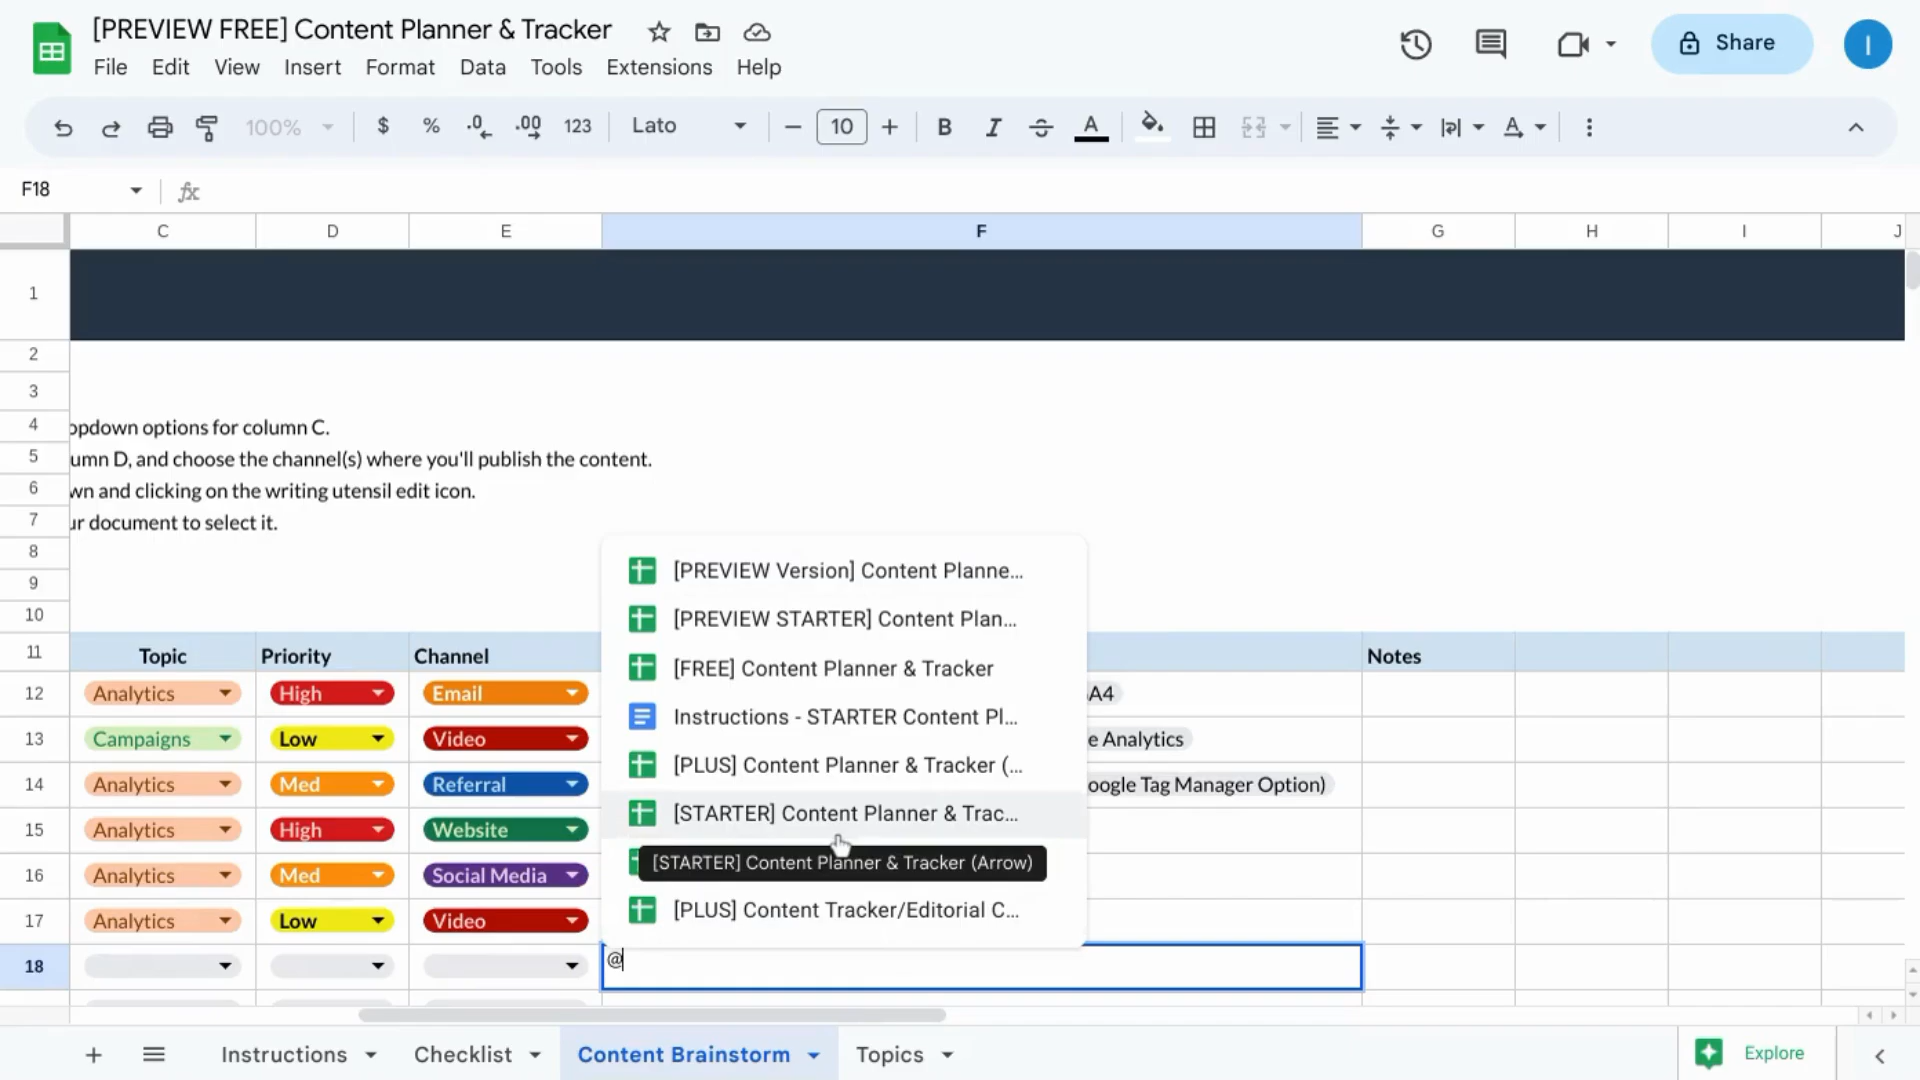 [PREVIEW FREE] Content Planner & Tracker
File Edit View Insert Format Data Tools Extensions Help
Share
I
100% $ % .0 .00 123 Lato 10 B I A
F18 fx
C D E F G H I J
1
2
3
4 opdown options for column C.
5 umn D, and choose the channel(s) where you'll publish the content.
6 wn and clicking on the writing utensil edit icon.
7 ur document to select it.
8
9
10
11 Topic Priority Channel Notes
12 Analytics High Email A4
13 Campaigns Low Video e Analytics
14 Analytics Med Referral oogle Tag Manager Option)
15 Analytics High Website
16 Analytics Med Social Media
17 Analytics Low Video
18 @
[PREVIEW Version] Content Planne...
[PREVIEW STARTER] Content Plan...
[FREE] Content Planner & Tracker
Instructions - STARTER Content Pl...
[PLUS] Content Planner & Tracker (...
[STARTER] Content Planner & Trac...
[STARTER] Content Planner & Tracker (Arrow)
[PLUS] Content Tracker/Editorial C...
Instructions Checklist Content Brainstorm Topics Explore